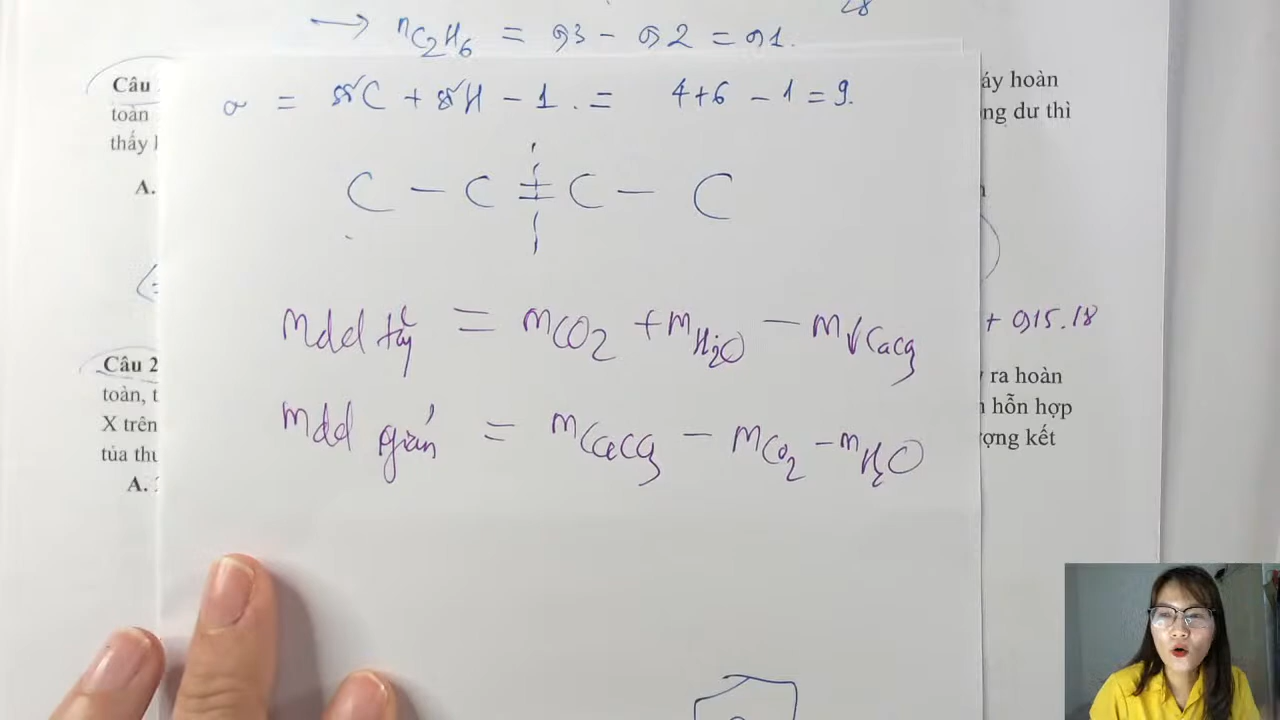 28
→ nC2H6 = 0,3 - 0,2 = 0,1.
Câu
áy hoàn
σ = số C + số H - 1. = 4+6 - 1 = 9.
toàn
ng dư thì
thấy
A.
C - C ‡ C - C
mdd tăng = mCO2 + mH2O - m↓CaCO3
+ 0,15.18
Câu 2
ra hoàn
toàn, t
hỗn hợp
X trên
mdd giảm = mCaCO3 - mCO2 - mH2O
ợng kết
tủa thu
A.